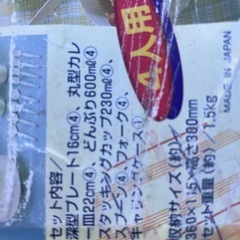 4人用
セット内容/
深型プレート16cm④、丸型カレ
ー皿22cm④、どんぶり600mℓ④
スタッキングカップ230mℓ④
スプーン④、フォーク④、
キャリングケース①
収納サイズ(約)/
360×115×高さ380mm
セット重量(約)/1.5kg
MADE IN JAPAN